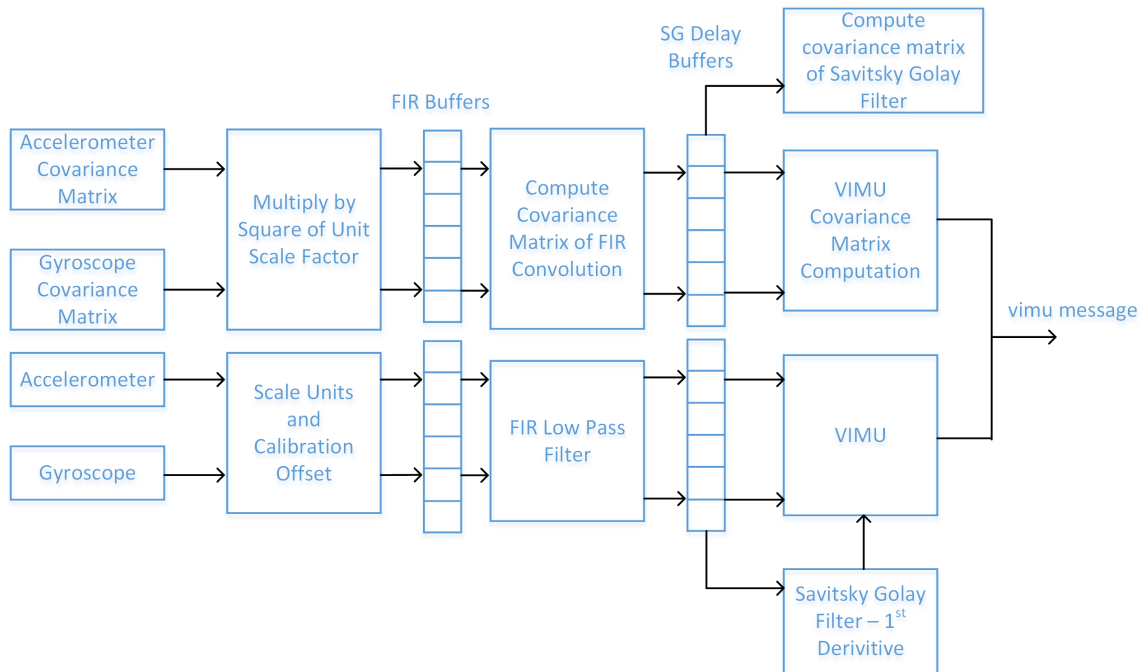 SG Delay
Buffers
Compute
covariance matrix
of Savitsky Golay
Filter
FIR Buffers
Accelerometer
Covariance
Matrix
Multiply by
Square of Unit
Scale Factor
Compute
Covariance
Matrix of FIR
Convolution
VIMU
Covariance
Matrix
Computation
Gyroscope
Covariance
Matrix
vimu message
Accelerometer
Scale Units
and
Calibration
Offset
FIR Low Pass
Filter
VIMU
Gyroscope
Savitsky Golay
Filter – 1st
Derivitive